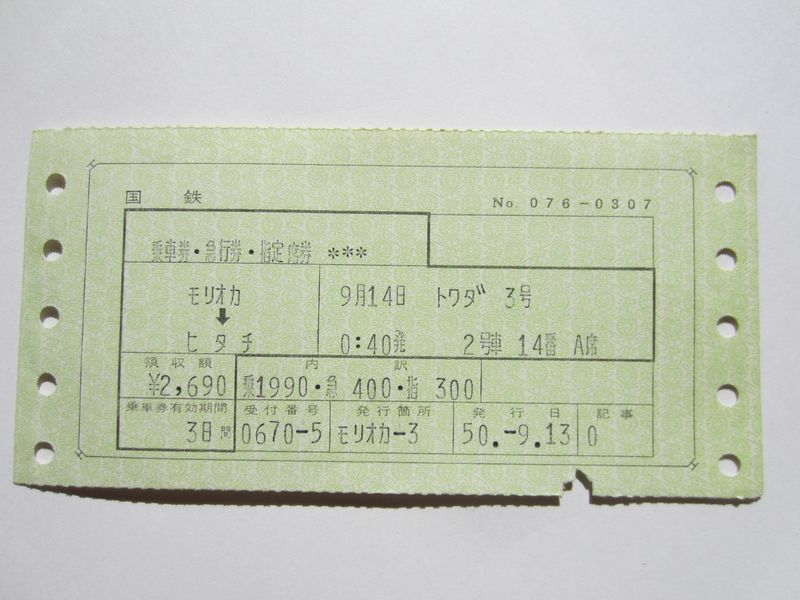 国鉄 No. 076-0307
乗車券・急行券・指定席券 ***
モリオカ 9月14日 トワダ 3号
⬇
ヒタチ 0:40発 2号車 14番 A席
領収額 内訳
¥2,690 乗1990・急 400・指 300
乗車券有効期間 受付番号 発行箇所 発行日 記事
3日間 0670-5 モリオカ-3 50.-9.13 0